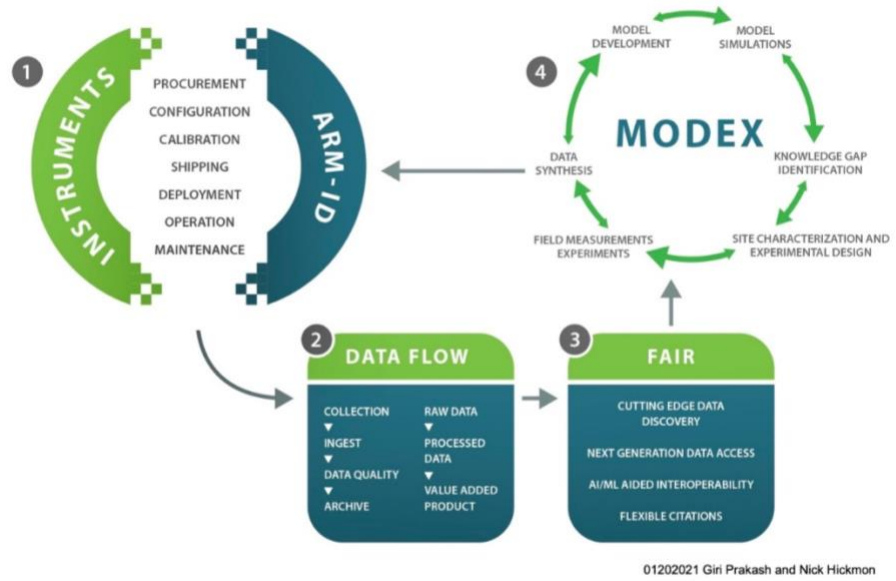 1
INSTRUMENTS
PROCUREMENT
CONFIGURATION
CALIBRATION
SHIPPING
DEPLOYMENT
OPERATION
MAINTENANCE
ARM-ID
2
DATA FLOW
COLLECTION
▼
INGEST
▼
DATA QUALITY
▼
ARCHIVE
RAW DATA
▼
PROCESSED
DATA
▼
VALUE ADDED
PRODUCT
3
FAIR
CUTTING EDGE DATA
DISCOVERY
NEXT GENERATION DATA ACCESS
AI/ML AIDED INTEROPERABILITY
FLEXIBLE CITATIONS
4
MODEX
MODEL
DEVELOPMENT
MODEL
SIMULATIONS
KNOWLEDGE GAP
IDENTIFICATION
SITE CHARACTERIZATION AND
EXPERIMENTAL DESIGN
FIELD MEASUREMENTS
EXPERIMENTS
DATA
SYNTHESIS
01202021 Giri Prakash and Nick Hickmon